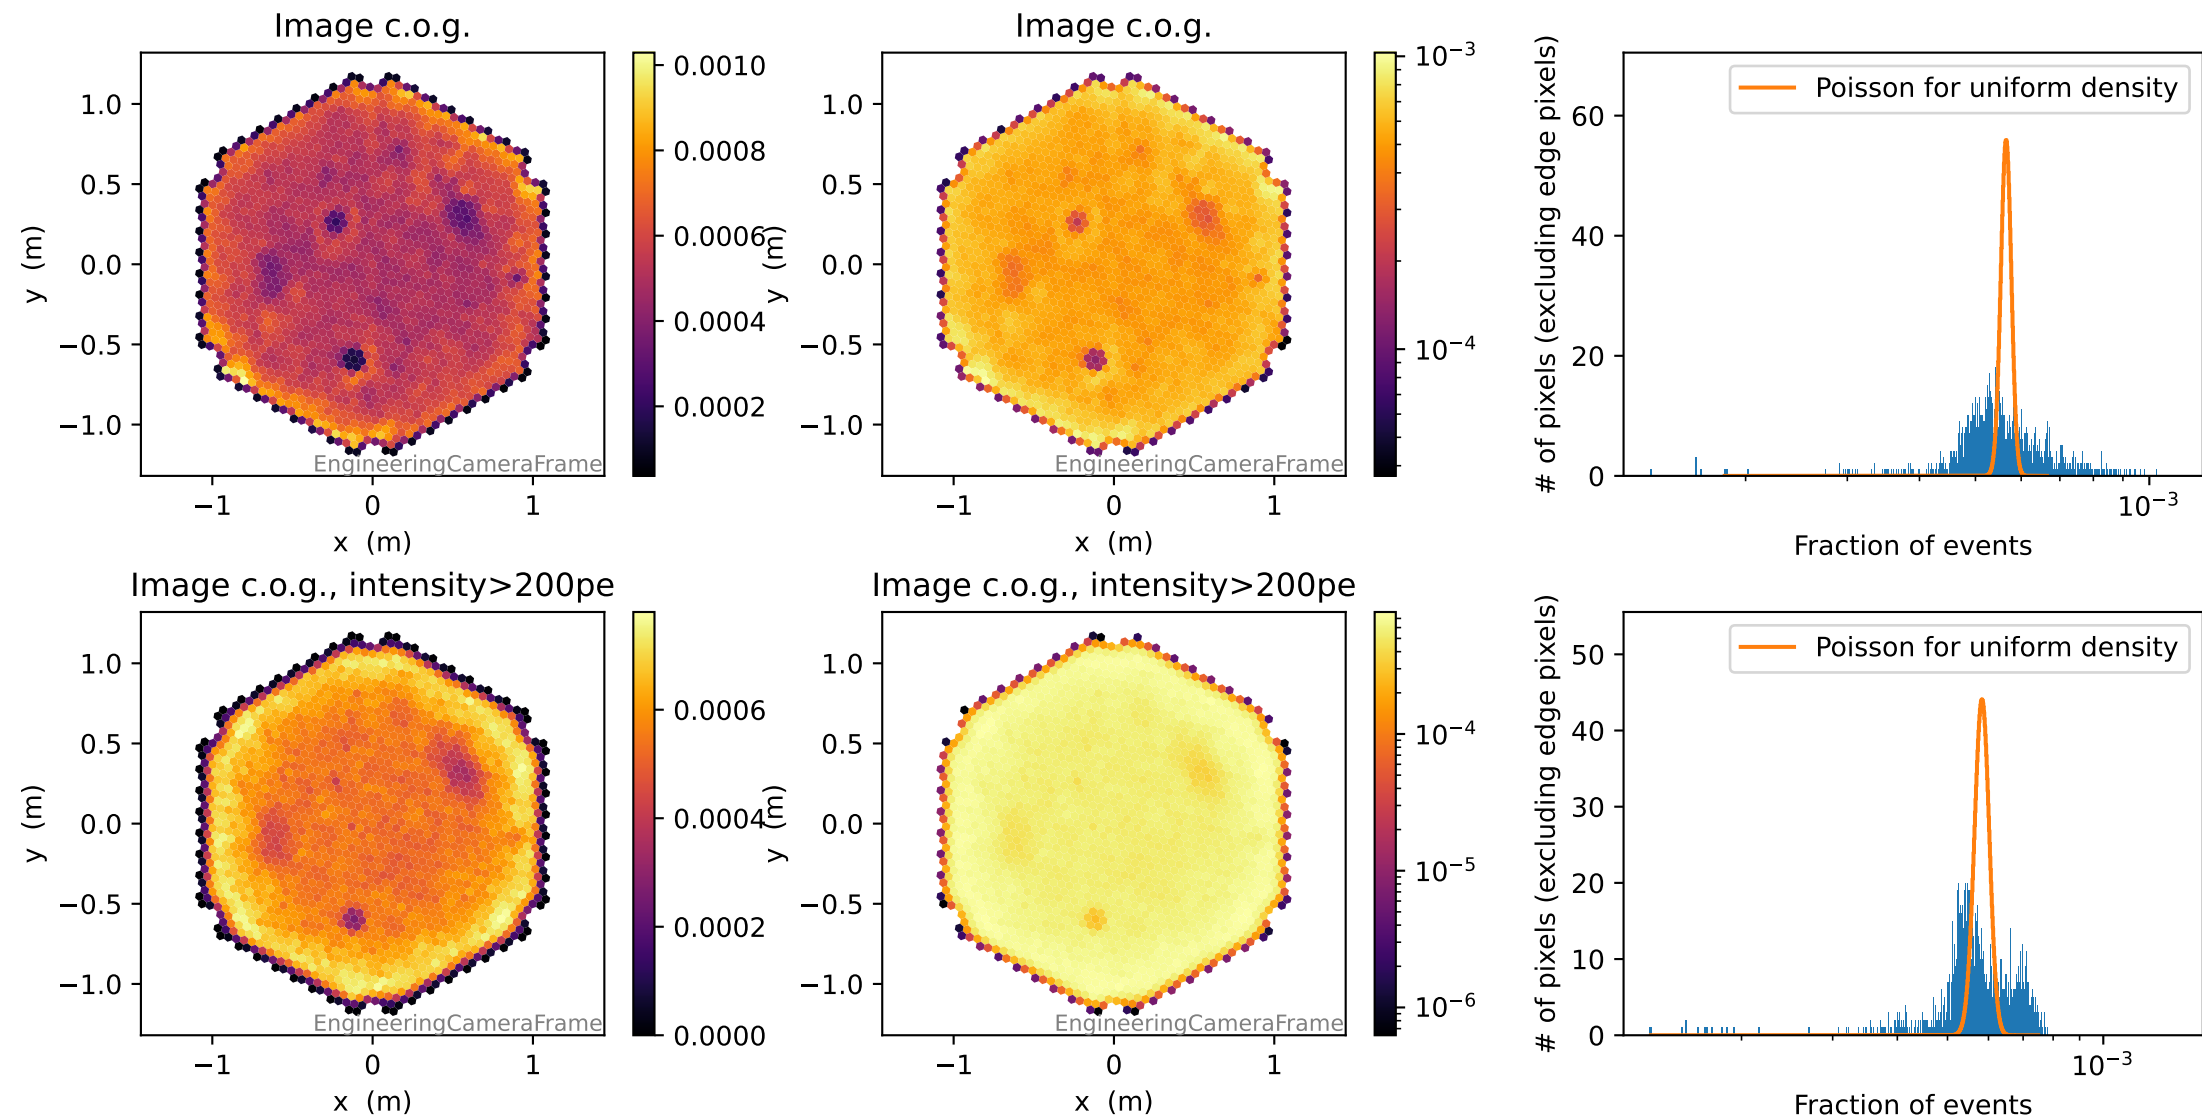 Image c.o.g.
1.0
0.5
0.0
−0.5
−1.0
y (m)
−1
0
1
x (m)
EngineeringCameraFrame
0.0010
0.0008
0.0006
0.0004
0.0002
Image c.o.g.
1.0
0.5
0.0
−0.5
−1.0
y (m)
−1
0
1
x (m)
EngineeringCameraFrame
10⁻³
10⁻⁴
# of pixels (excluding edge pixels)
60
40
20
0
Poisson for uniform density
10⁻³
Fraction of events
Image c.o.g., intensity>200pe
1.0
0.5
0.0
−0.5
−1.0
y (m)
−1
0
1
x (m)
EngineeringCameraFrame
0.0006
0.0004
0.0002
0.0000
Image c.o.g., intensity>200pe
1.0
0.5
0.0
−0.5
−1.0
y (m)
−1
0
1
x (m)
EngineeringCameraFrame
10⁻⁴
10⁻⁵
10⁻⁶
# of pixels (excluding edge pixels)
50
40
30
20
10
0
Poisson for uniform density
10⁻³
Fraction of events